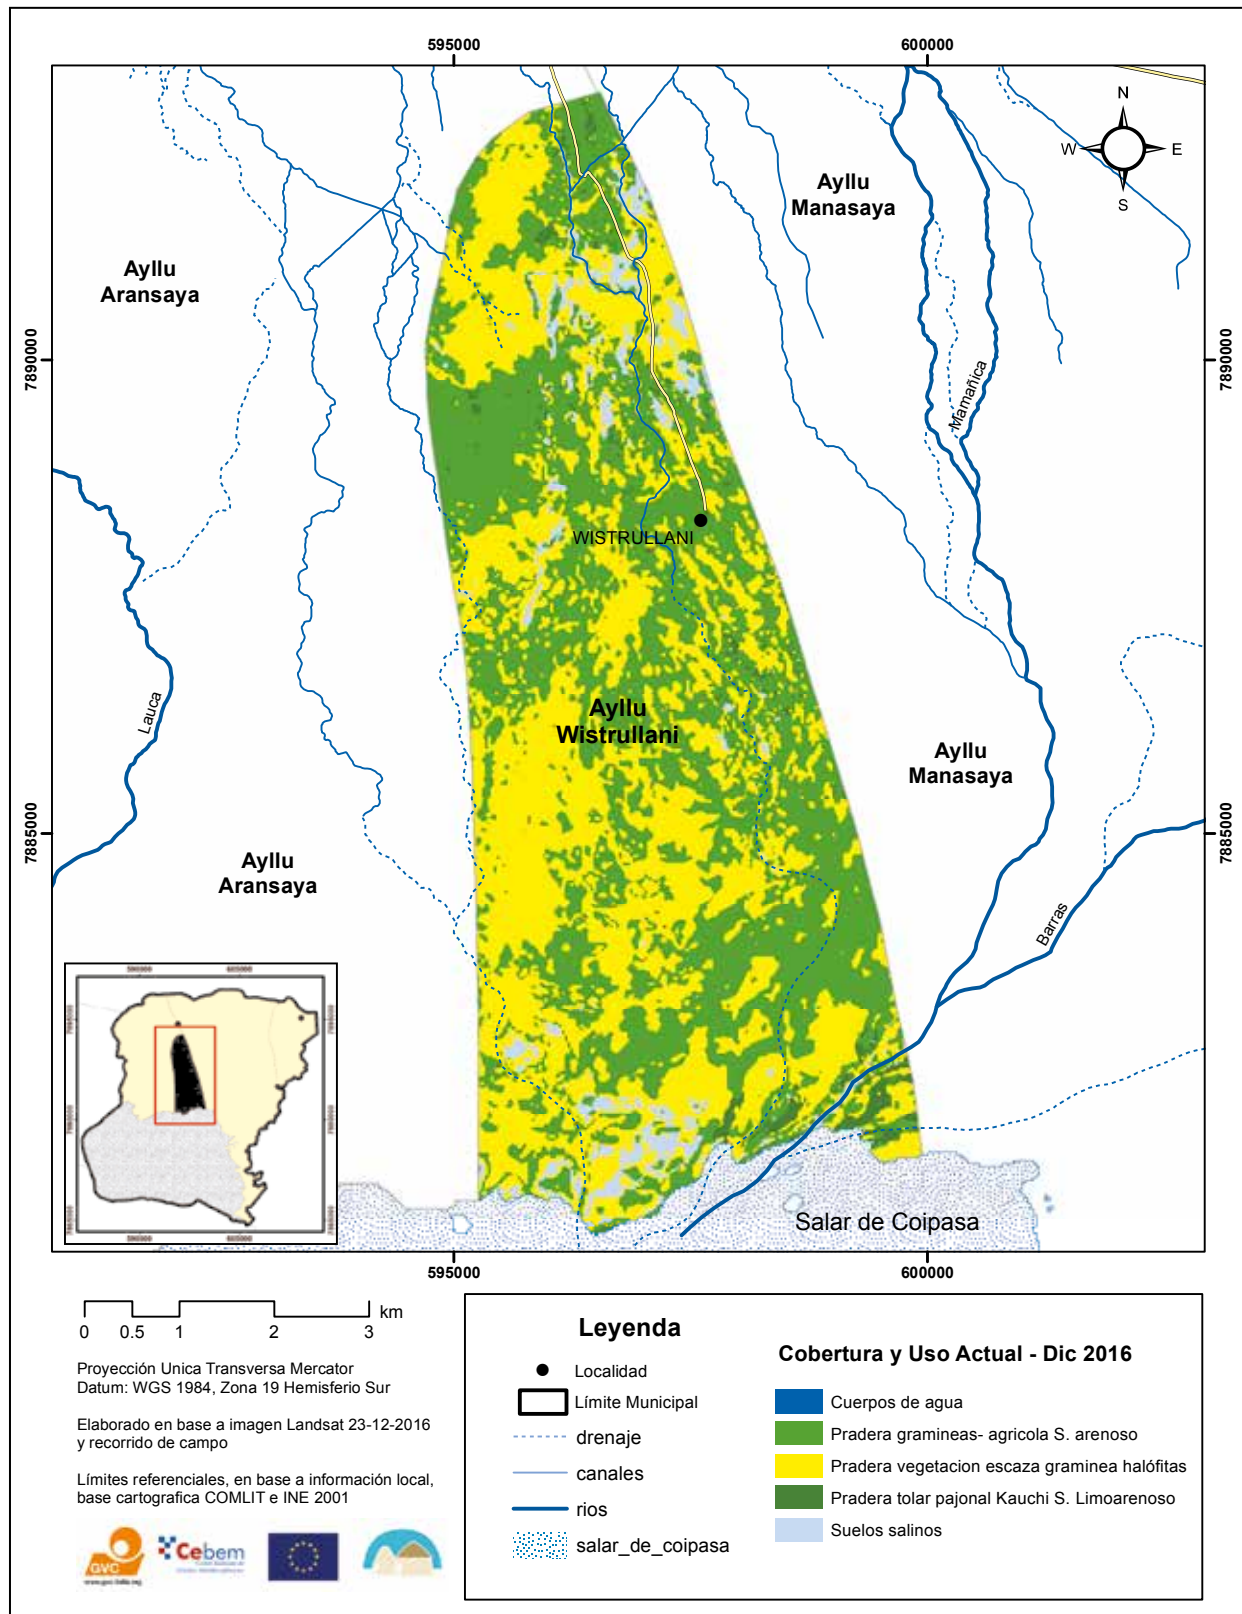 595000
600000
N
W
E
S
Ayllu
Manasaya
Ayllu
Aransaya
7890000
7890000
Mamañica
WISTRULLANI
Lauca
Ayllu
Wistrullani
Ayllu
Manasaya
7885000
7885000
Ayllu
Aransaya
Barras
Salar de Coipasa
595000
600000
km
0 0.5 1 2 3
Proyección Unica Transversa Mercator
Datum: WGS 1984, Zona 19 Hemisferio Sur
Elaborado en base a imagen Landsat 23-12-2016
y recorrido de campo
Límites referenciales, en base a información local,
base cartografica COMLIT e INE 2001
GVC
Cebem
Leyenda
Localidad
Límite Municipal
drenaje
canales
rios
salar_de_coipasa
Cobertura y Uso Actual - Dic 2016
Cuerpos de agua
Pradera gramineas- agricola S. arenoso
Pradera vegetacion escaza graminea halófitas
Pradera tolar pajonal Kauchi S. Limoarenoso
Suelos salinos